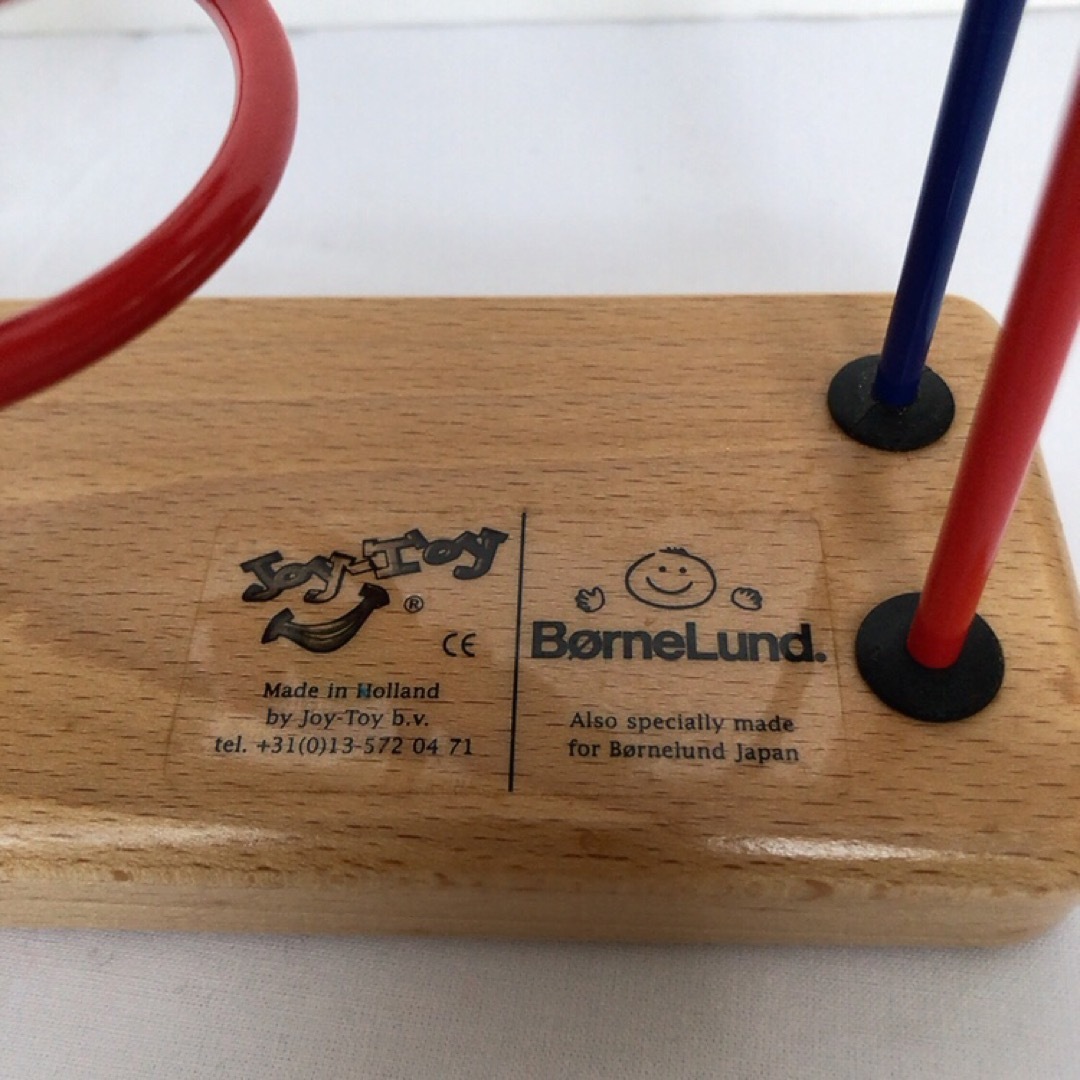 Joy-Toy
®
CE
Made in Holland
by Joy-Toy b.v.
tel. +31(0)13-572 04 71
BørneLund.
Also specially made
for Børnelund Japan